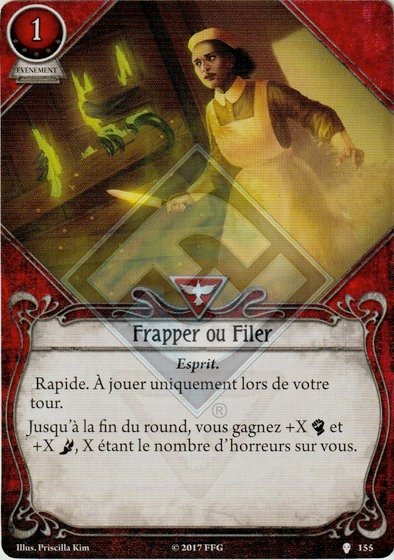 1
ÉVÉNEMENT
Frapper ou Filer
Esprit.
Rapide. À jouer uniquement lors de votre
tour.
Jusqu'à la fin du round, vous gagnez +X et
+X , X étant le nombre d'horreurs sur vous.
®
Illus. Priscilla Kim © 2017 FFG 155